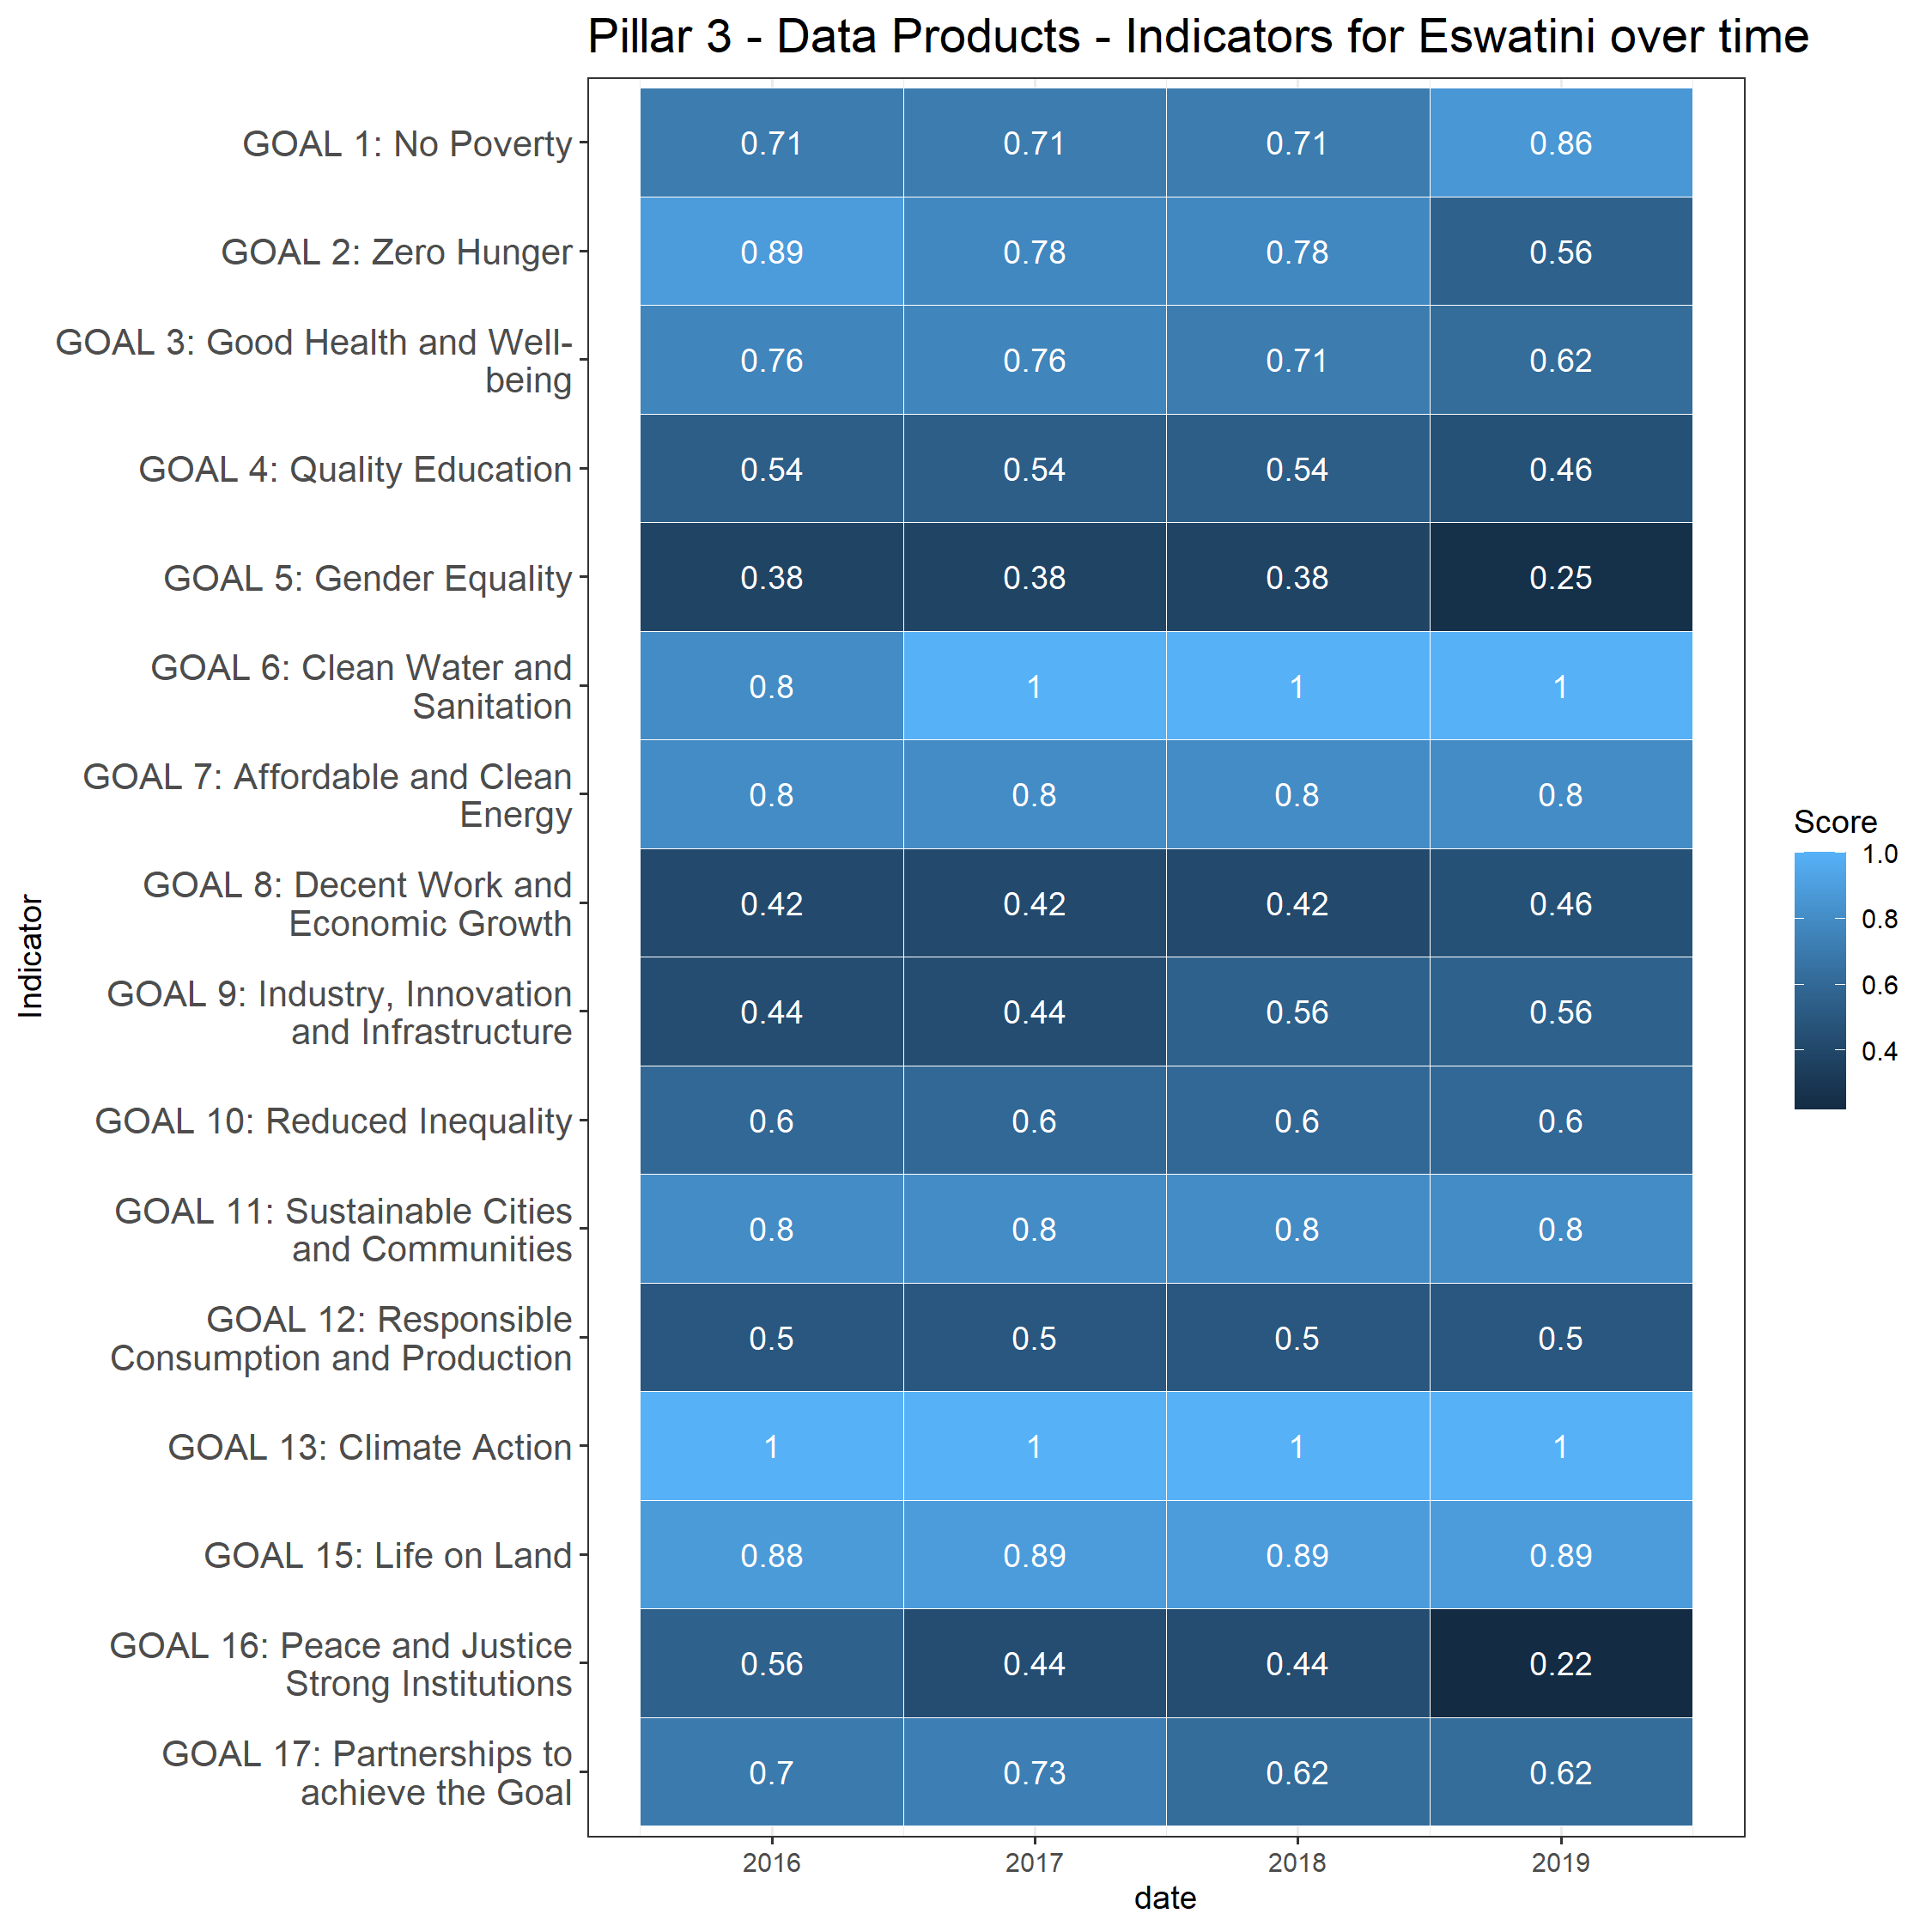 Pillar 3 - Data Products - Indicators for Eswatini over time
GOAL 1: No Poverty
0.71
0.71
0.71
0.86
GOAL 2: Zero Hunger
0.89
0.78
0.78
0.56
GOAL 3: Good Health and Well-
being
0.76
0.76
0.71
0.62
GOAL 4: Quality Education
0.54
0.54
0.54
0.46
GOAL 5: Gender Equality
0.38
0.38
0.38
0.25
GOAL 6: Clean Water and
Sanitation
0.8
1
1
1
GOAL 7: Affordable and Clean
Energy
0.8
0.8
0.8
0.8
GOAL 8: Decent Work and
Economic Growth
0.42
0.42
0.42
0.46
GOAL 9: Industry, Innovation
and Infrastructure
0.44
0.44
0.56
0.56
GOAL 10: Reduced Inequality
0.6
0.6
0.6
0.6
GOAL 11: Sustainable Cities
and Communities
0.8
0.8
0.8
0.8
GOAL 12: Responsible
Consumption and Production
0.5
0.5
0.5
0.5
GOAL 13: Climate Action
1
1
1
1
GOAL 15: Life on Land
0.88
0.89
0.89
0.89
GOAL 16: Peace and Justice
Strong Institutions
0.56
0.44
0.44
0.22
GOAL 17: Partnerships to
achieve the Goal
0.7
0.73
0.62
0.62
2016
2017
2018
2019
date
Indicator
Score
1.0
0.8
0.6
0.4